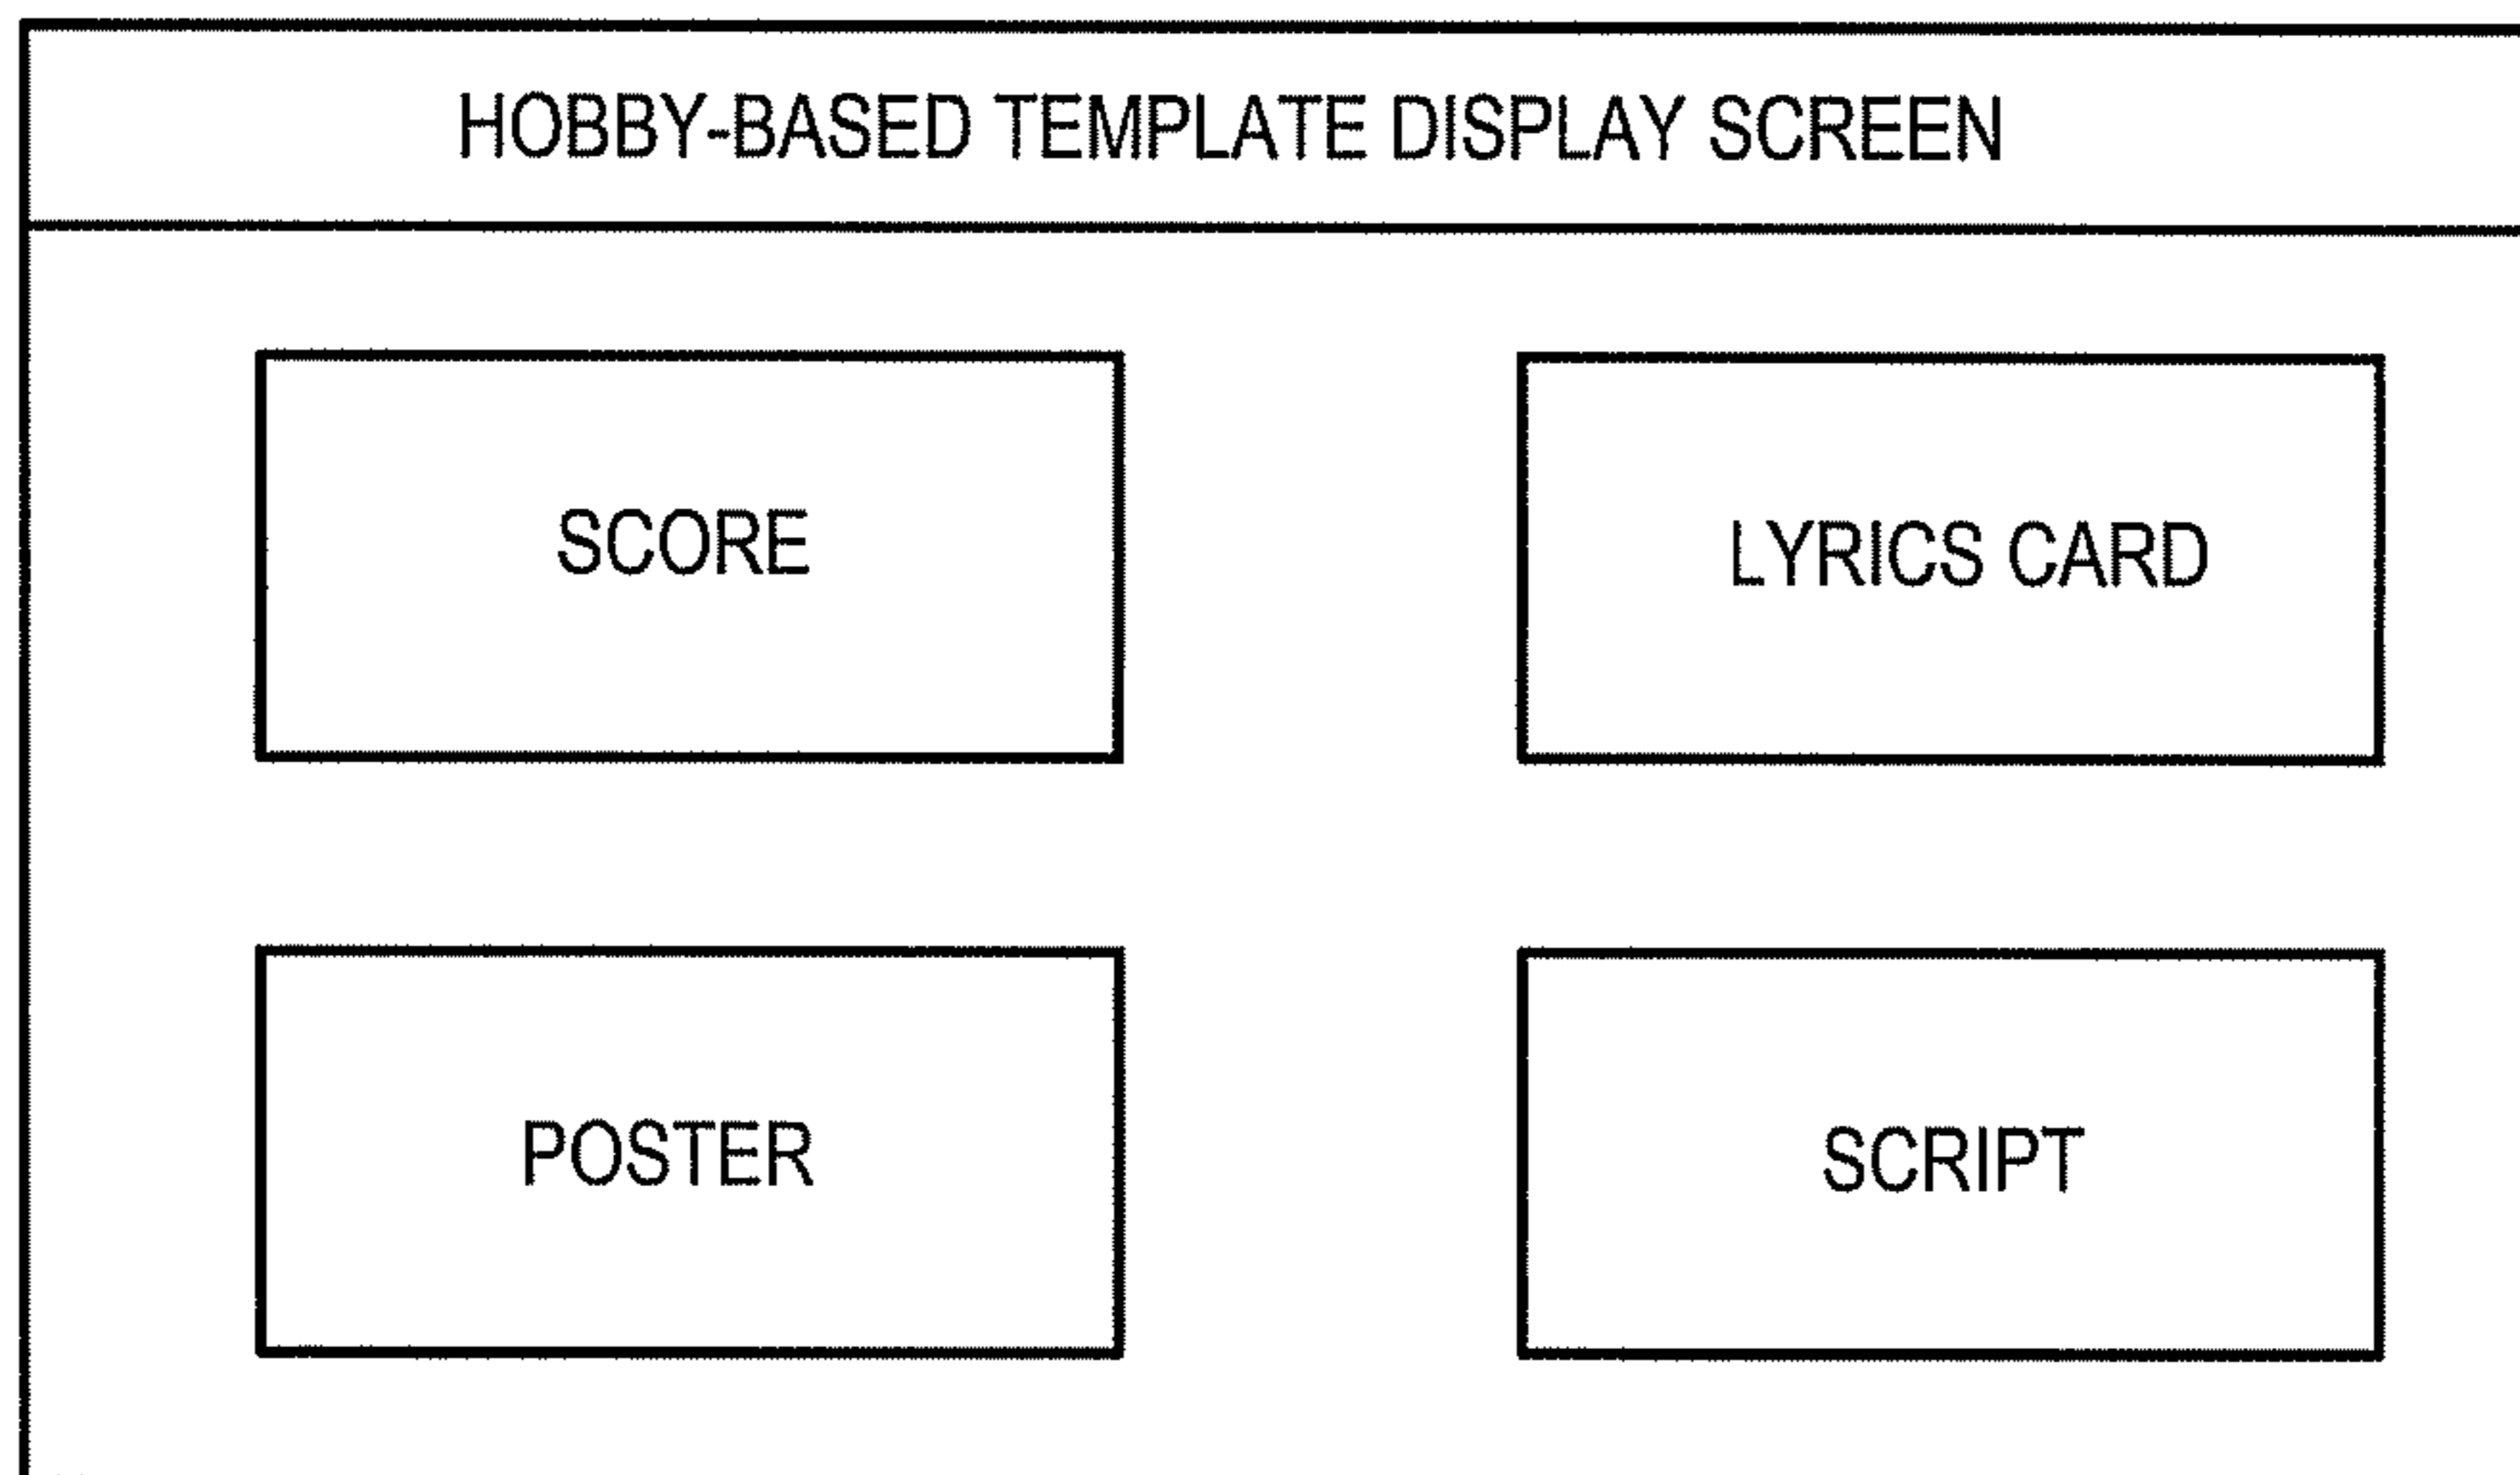 HOBBY-BASED TEMPLATE DISPLAY SCREEN
SCORE
LYRICS CARD
POSTER
SCRIPT